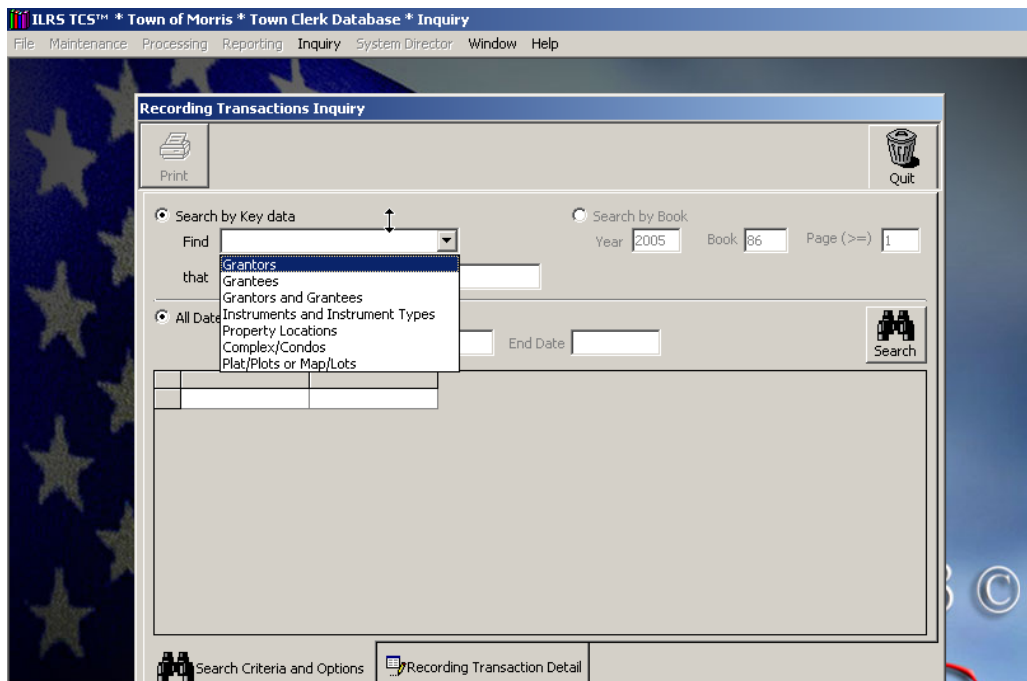 ILRS TCS™ * Town of Morris * Town Clerk Database * Inquiry
File Maintenance Processing Reporting Inquiry System Director Window Help
Recording Transactions Inquiry
Print
Quit
Search by Key data
Search by Book
Find
Year 2005 Book 86 Page (>=) 1
Grantors
that
Grantees
Grantors and Grantees
All Date
Instruments and Instrument Types
Property Locations
End Date
Complex/Condos
Search
Plat/Plots or Map/Lots
©
Search Criteria and Options
Recording Transaction Detail